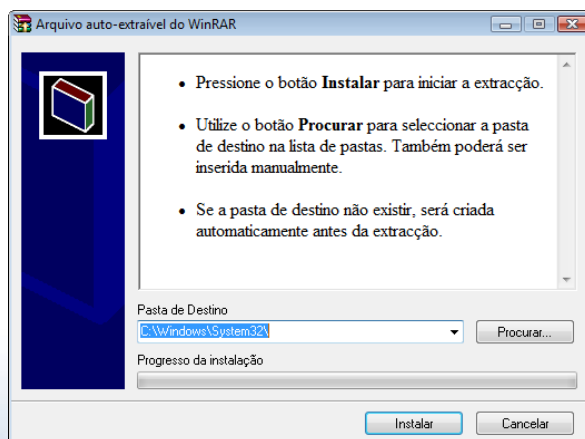 Arquivo auto-extraível do WinRAR
Pressione o botão Instalar para iniciar a extracção.
Utilize o botão Procurar para seleccionar a pasta
de destino na lista de pastas. Também poderá ser
inserida manualmente.
Se a pasta de destino não existir, será criada
automaticamente antes da extracção.
Pasta de Destino
C:\Windows\System32\
Procurar...
Progresso da instalação
Instalar
Cancelar